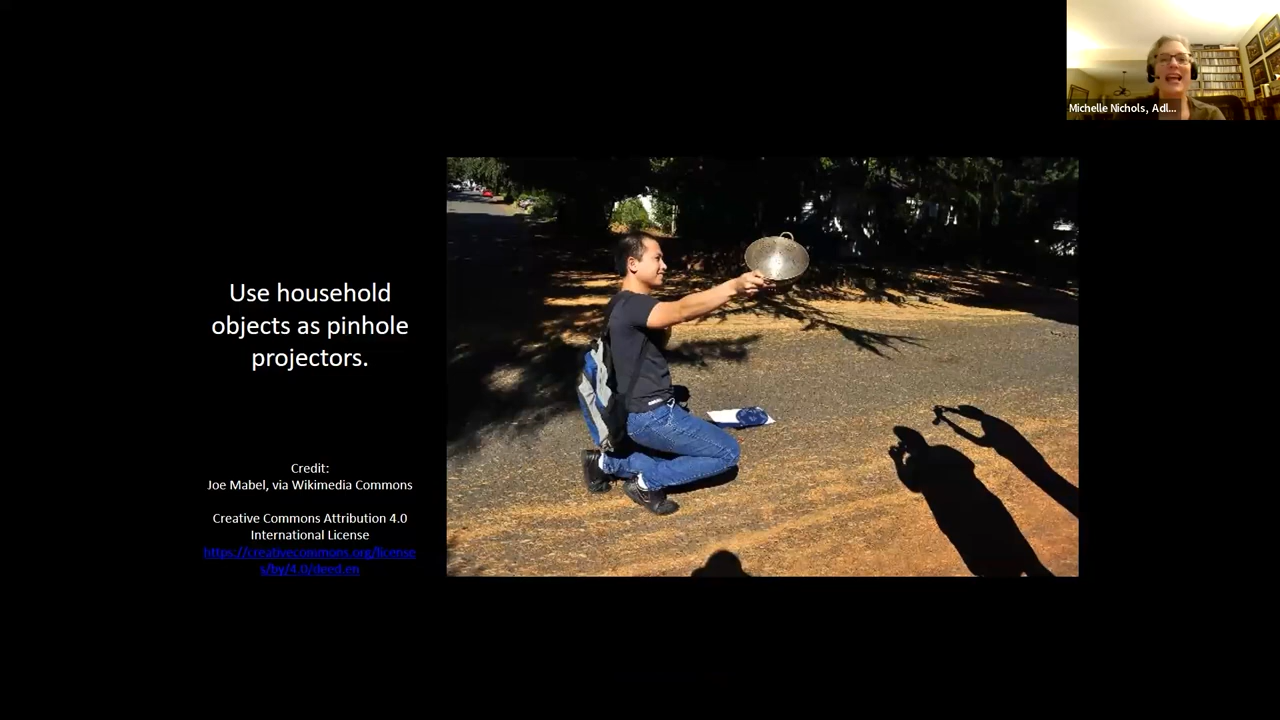 Michelle Nichols, Adl...
Use household
objects as pinhole
projectors.
Credit:
Joe Mabel, via Wikimedia Commons
Creative Commons Attribution 4.0
International License
https://creativecommons.org/license
s/by/4.0/deed.en